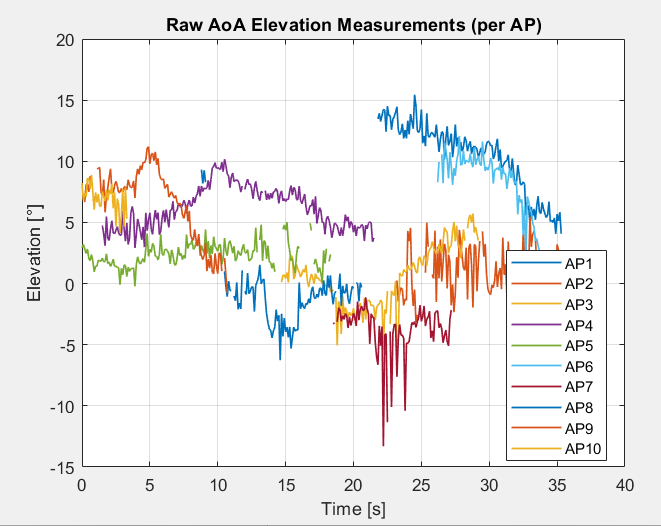 Raw AoA Elevation Measurements (per AP)
20
15
10
5
0
-5
-10
-15
Elevation [°]
0 5 10 15 20 25 30 35 40
Time [s]
AP1
AP2
AP3
AP4
AP5
AP6
AP7
AP8
AP9
AP10